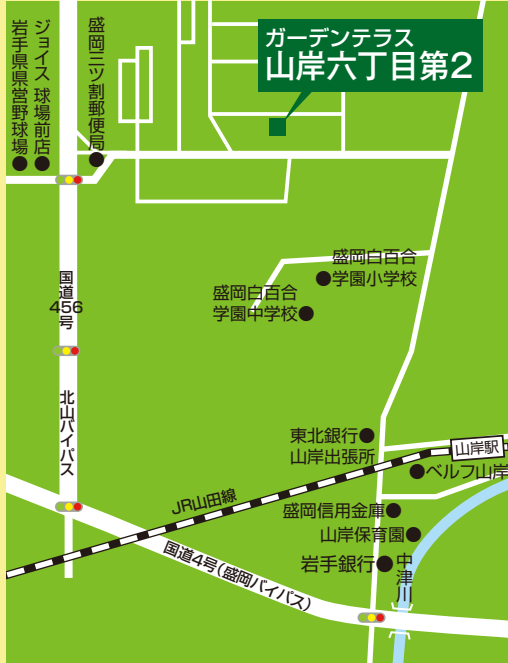 ガーデンテラス
山岸六丁目第2
岩手県県営野球場
ジョイス 球場前店
盛岡三ツ割郵便局
国道
456
号
盛岡白百合
学園小学校
盛岡白百合
学園中学校
北山バイパス
東北銀行
山岸出張所
山岸駅
ベルフ山岸
JR山田線
盛岡信用金庫
山岸保育園
岩手銀行
中津川
国道4号(盛岡バイパス)